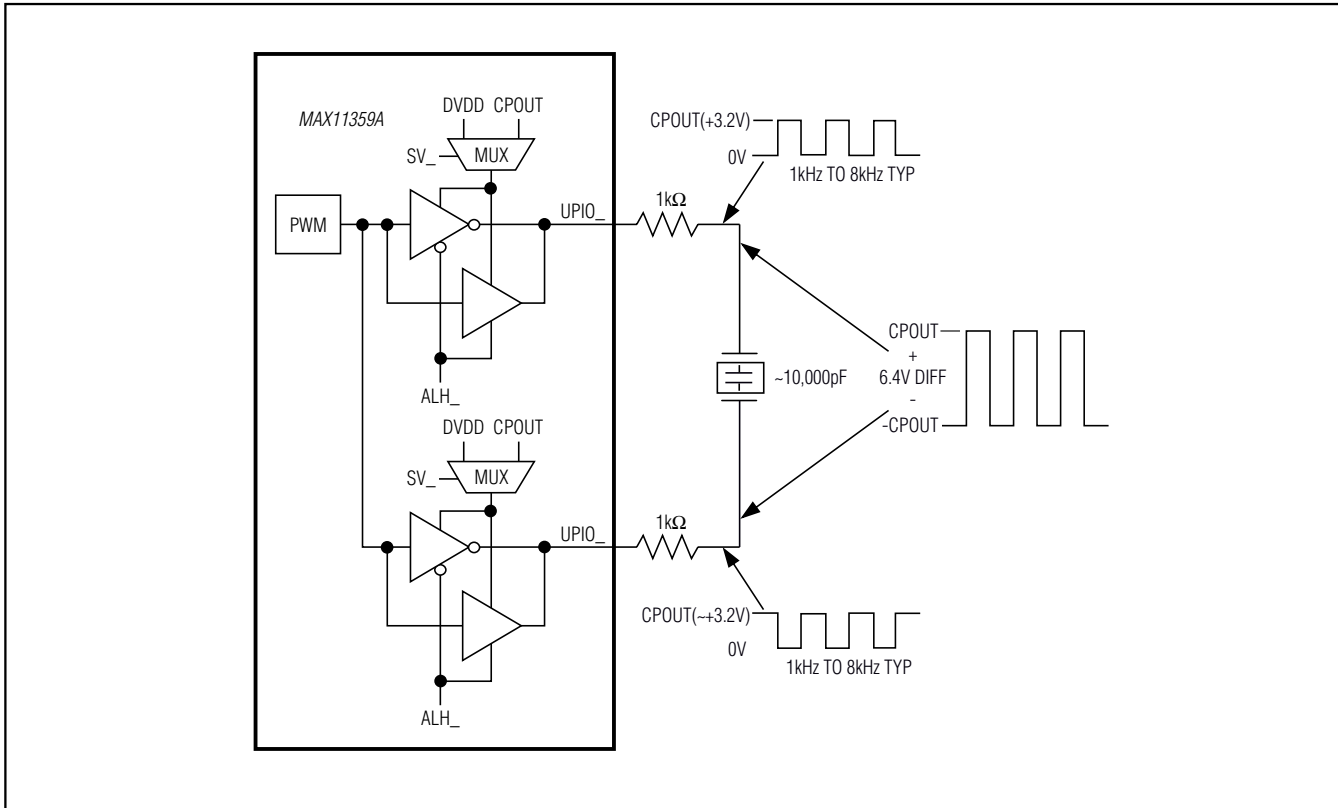 MAX11359A
DVDD CPOUT
SV_
MUX
PWM
UPIO_
ALH_
1kΩ
CPOUT(+3.2V)
0V
1kHz TO 8kHz TYP
~10,000pF
CPOUT
+
6.4V DIFF
-
-CPOUT
DVDD CPOUT
SV_
MUX
UPIO_
ALH_
1kΩ
CPOUT(~+3.2V)
0V
1kHz TO 8kHz TYP